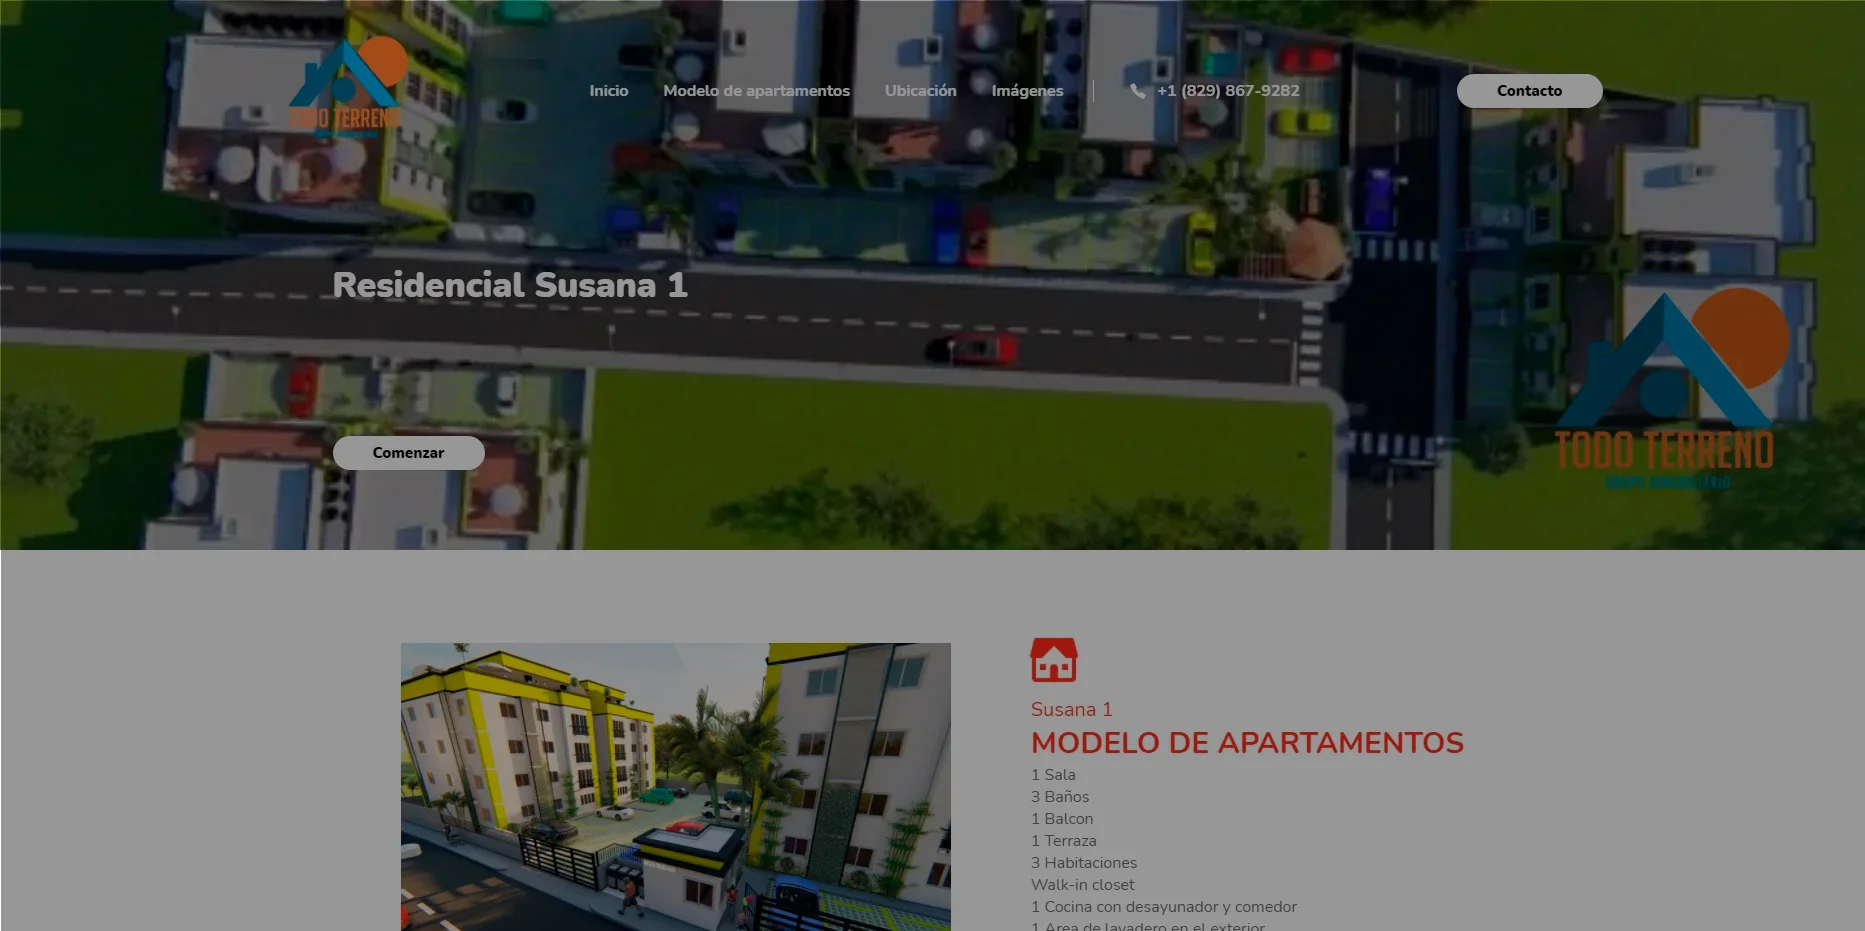 TODO TERRENO
Inicio
Modelo de apartamentos
Ubicación
Imágenes
+1 (829) 867-9282
Contacto
Residencial Susana 1
Comenzar
TODO TERRENO
GRUPO INMOBILIARIO
Susana 1
MODELO DE APARTAMENTOS
1 Sala
3 Baños
1 Balcon
1 Terraza
3 Habitaciones
Walk-in closet
1 Cocina con desayunador y comedor
1 Area de lavadero en el exterior